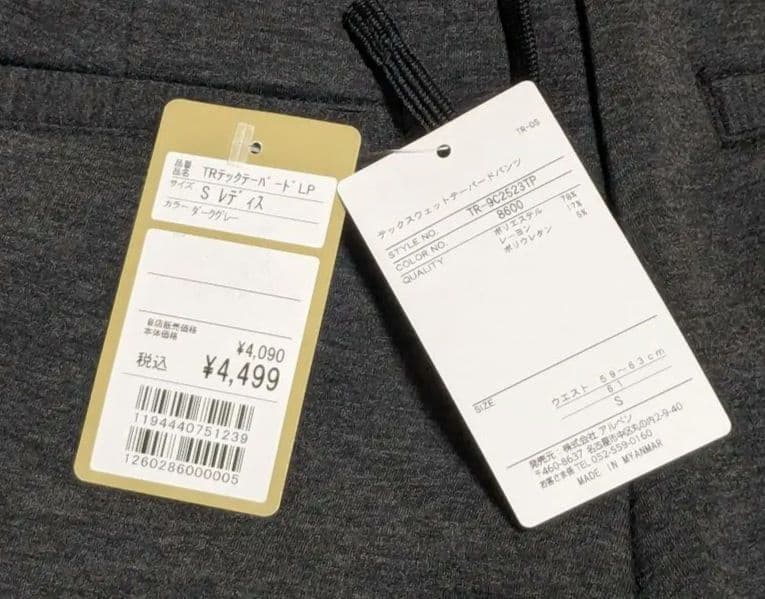 品番
品名 TRテックテーパードLP
サイズ S レディス
カラー ダークグレー
当店販売価格
本体価格 ¥4,090
税込 ¥4,499
1194440751239
1260286000005
TR-DS
テックスウェットテーパードパンツ
STYLE NO. TR-9C2523TP
COLOR NO. 8600
QUALITY ポリエステル 78%
レーヨン 17%
ポリウレタン 5%
SIZE ウエスト 59~63cm
61
S
発売元:株式会社 アルペン
〒460-8637 名古屋市中区丸の内2-9-40
お客さま係 TEL 052-559-0160
MADE IN MYANMAR